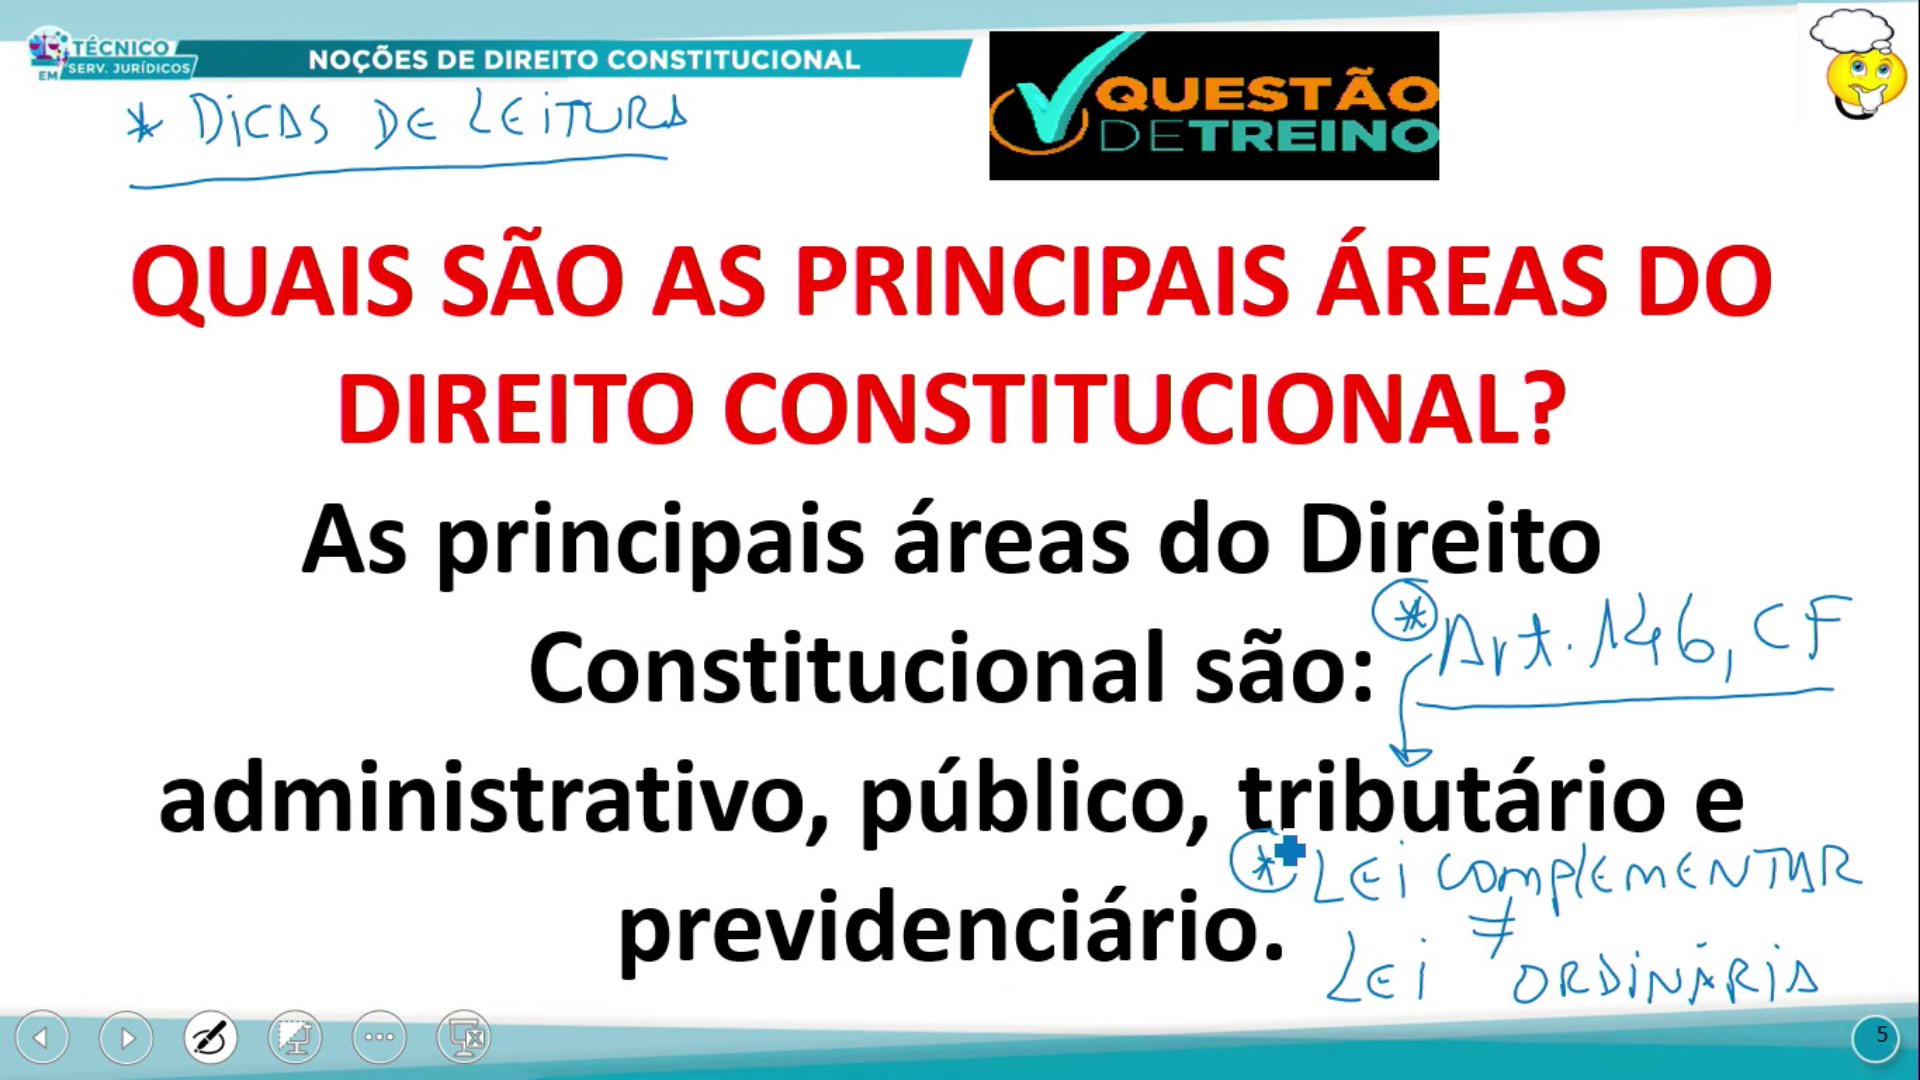 TÉCNICO
EM SERV. JURÍDICOS
NOÇÕES DE DIREITO CONSTITUCIONAL
QUESTÃO
DETREINO
* DICAS DE LEITURA
QUAIS SÃO AS PRINCIPAIS ÁREAS DO
DIREITO CONSTITUCIONAL?
As principais áreas do Direito
Constitucional são:
* Art. 146, CF
administrativo, público, tributário e
previdenciário.
* LEI COMPLEMENTAR
≠
LEI ORDINÁRIA
5